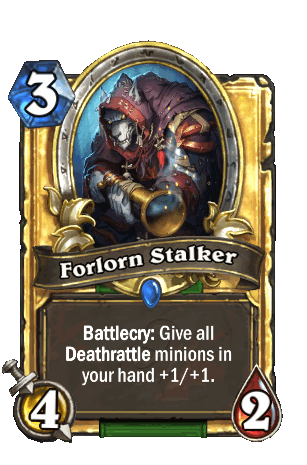 3
Forlorn Stalker
Battlecry: Give all
Deathrattle minions in
your hand +1/+1.
4
2